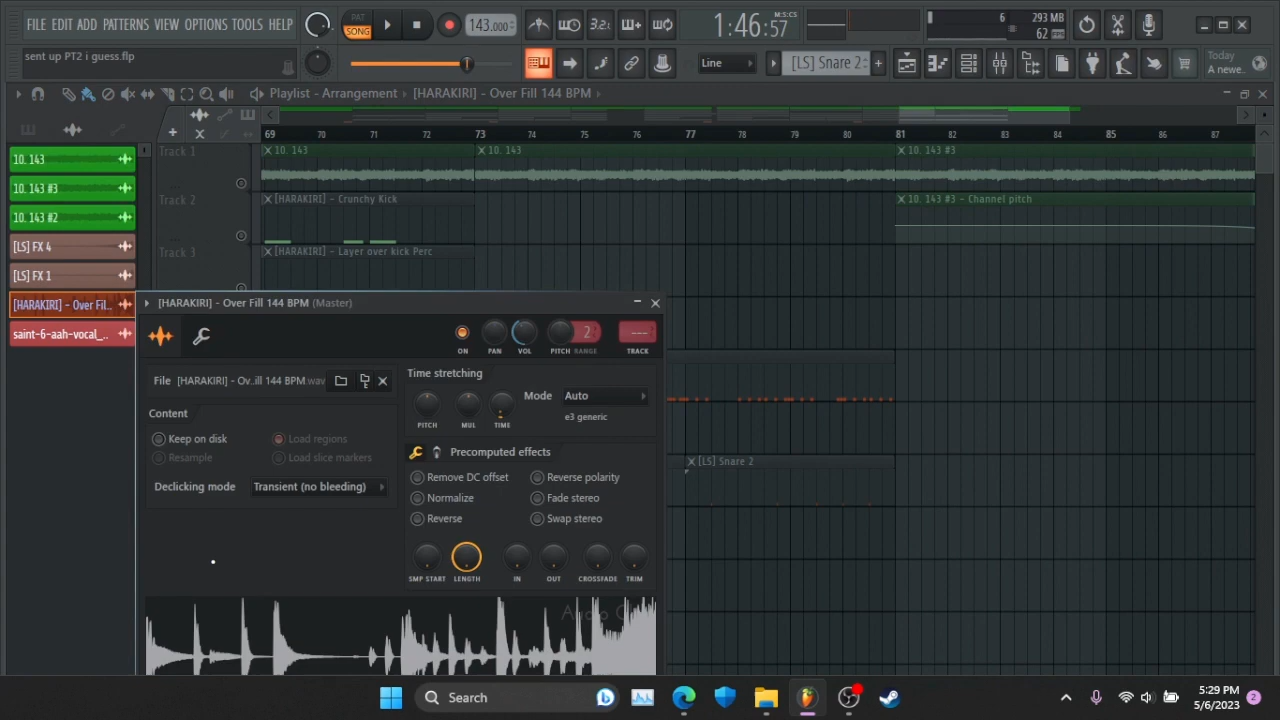 FILE EDIT ADD PATTERNS VIEW OPTIONS TOOLS HELP
PAT
SONG
143.000
3.2.
1:46:57
M:S:CS
6
293 MB
62
sent up PT2 i guess.flp
Line
[LS] Snare 2
Today
A newe..
Playlist - Arrangement
[HARAKIRI] - Over Fill 144 BPM
69 70 71 72 73 74 75 76 77 78 79 80 81 82 83 84 85 86 87
10. 143
10. 143 #3
10. 143 #2
[LS] FX 4
[LS] FX 1
[HARAKIRI] - Over Fil..
saint-6-aah-vocal_..
Track 1
10. 143
10. 143
10. 143 #3
Track 2
[HARAKIRI] - Crunchy Kick
10. 143 #3 - Channel pitch
Track 3
[HARAKIRI] - Layer over kick Perc
[LS] Snare 2
[HARAKIRI] - Over Fill 144 BPM (Master)
2
---
ON PAN VOL PITCH RANGE TRACK
File [HARAKIRI] - Ov..ill 144 BPM.wav
Content
Keep on disk
Load regions
Resample
Load slice markers
Declicking mode
Transient (no bleeding)
Time stretching
PITCH MUL TIME
Mode
Auto
e3 generic
Precomputed effects
Remove DC offset
Reverse polarity
Normalize
Fade stereo
Reverse
Swap stereo
SMP START LENGTH IN OUT CROSSFADE TRIM
Search
5:29 PM
5/6/2023
2